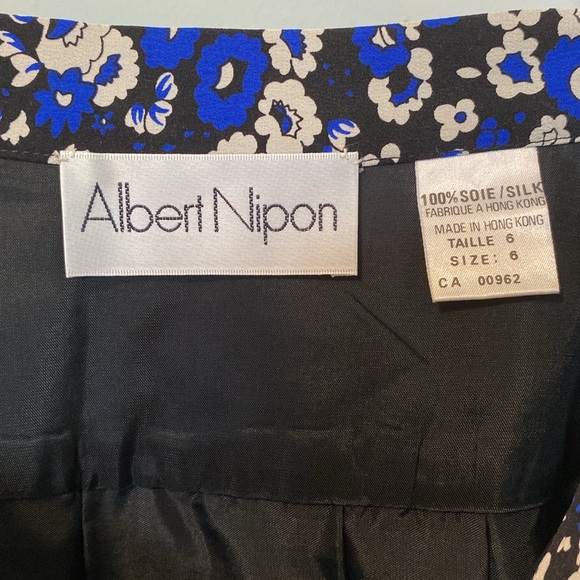 Albert Nipon
100% SOIE/SILK
FABRIQUE A HONG KONG
MADE IN HONG KONG
TAILLE 6
SIZE: 6
CA 00962